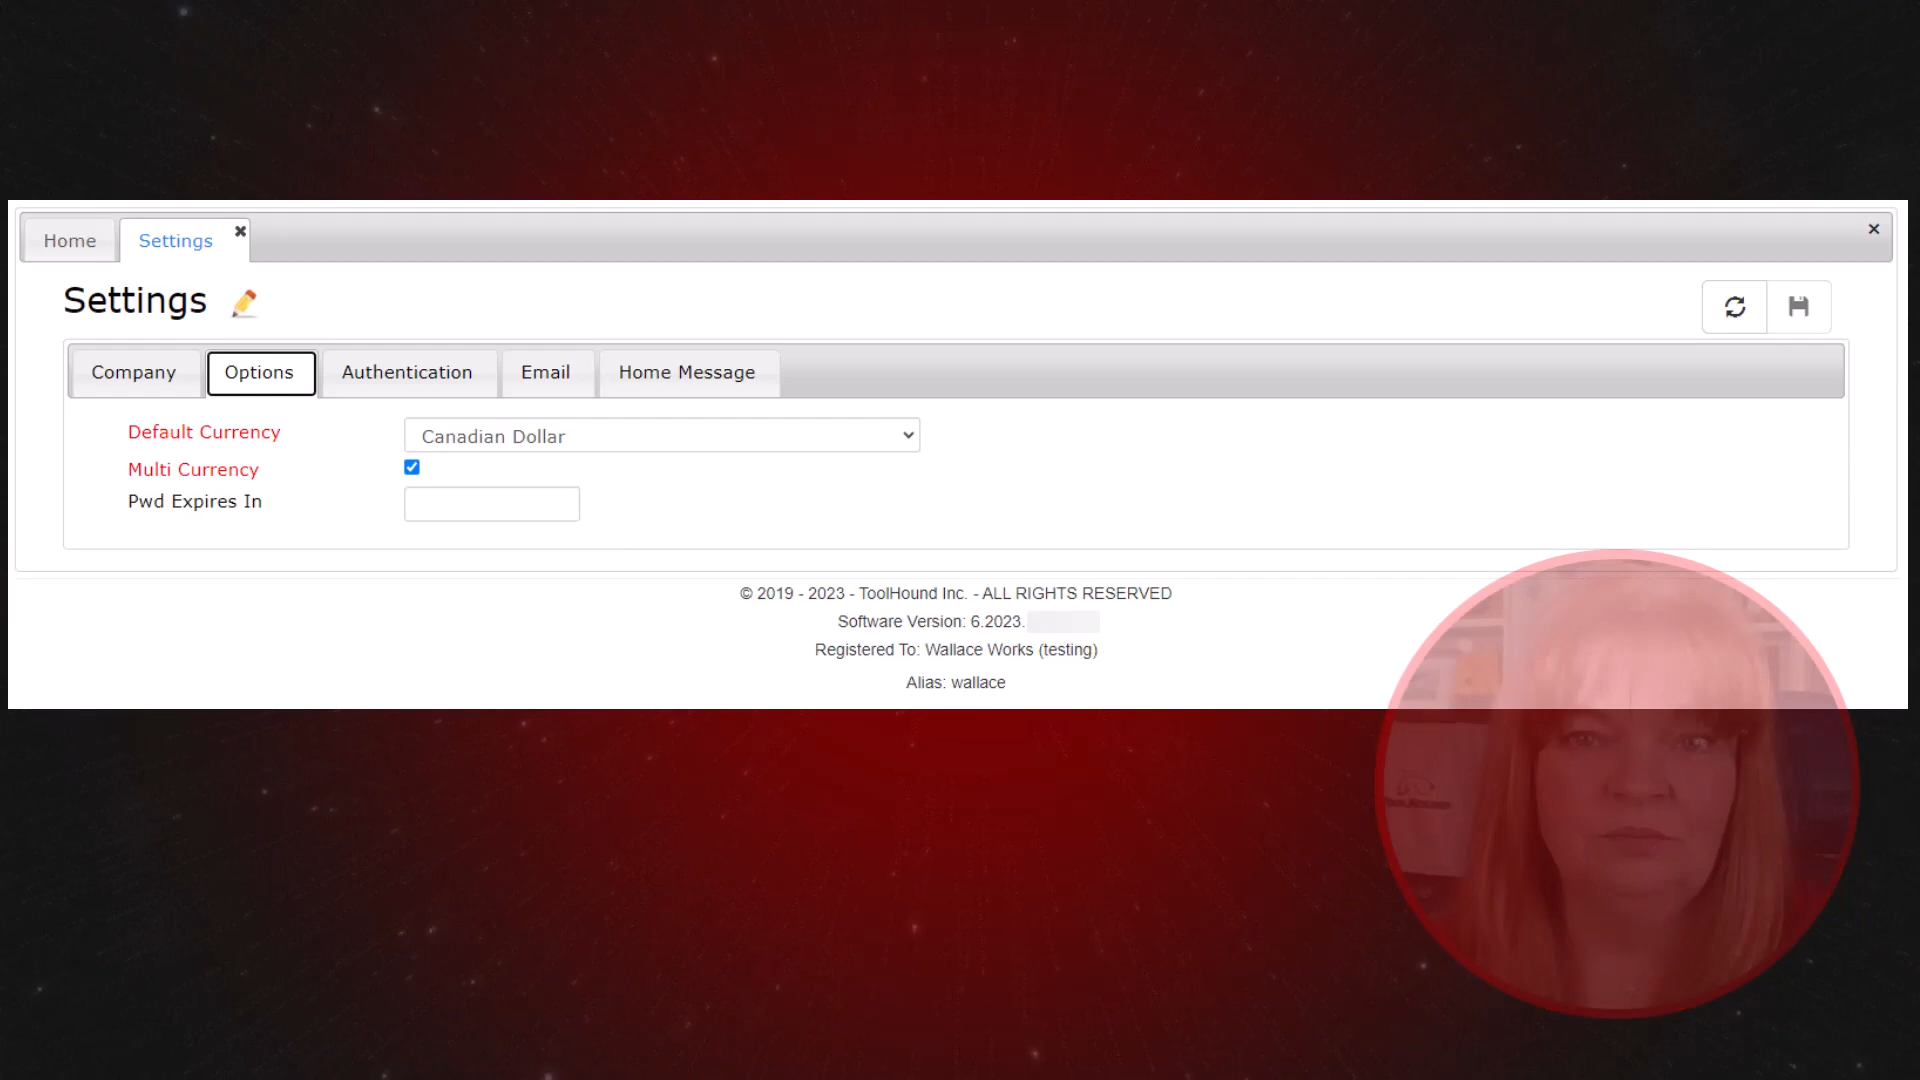 Home Settings
Settings
Company Options Authentication Email Home Message
Default Currency Canadian Dollar
Multi Currency
Pwd Expires In
© 2019 - 2023 - ToolHound Inc. - ALL RIGHTS RESERVED
Software Version: 6.2023.
Registered To: Wallace Works (testing)
Alias: wallace